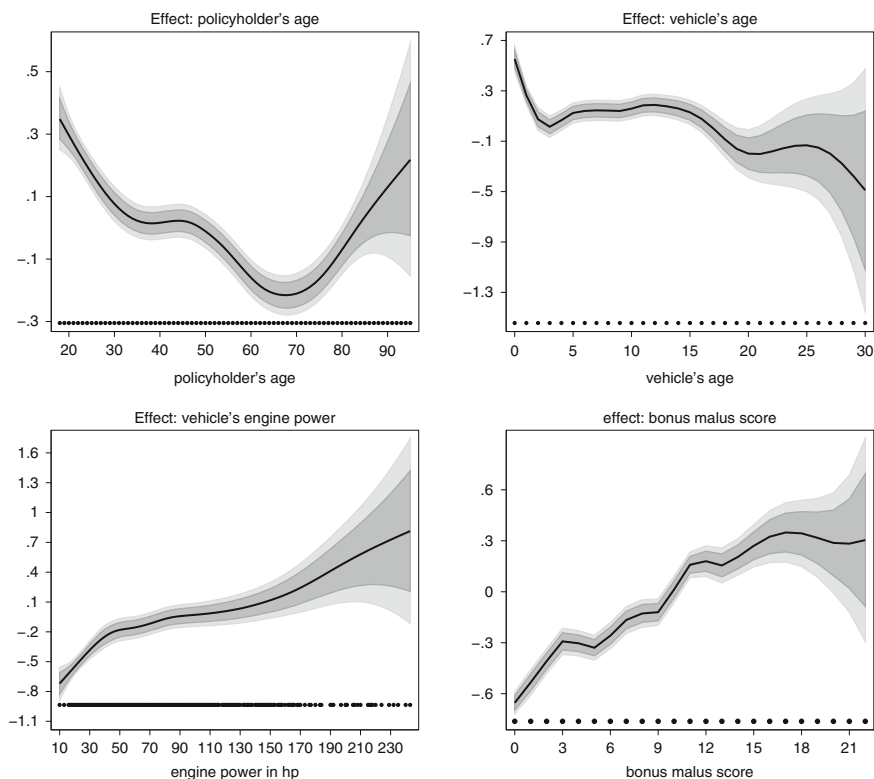 Effect: policyholder's age
.5
.3
.1
−.1
−.3
20 30 40 50 60 70 80 90
policyholder's age
Effect: vehicle's age
.7
.3
−.1
−.5
−.9
−1.3
0 5 10 15 20 25 30
vehicle's age
Effect: vehicle's engine power
1.6
1.3
1
.7
.4
.1
−.2
−.5
−.8
−1.1
10 30 50 70 90 110 130 150 170 190 210 230
engine power in hp
effect: bonus malus score
.6
.3
0
−.3
−.6
0 3 6 9 12 15 18 21
bonus malus score